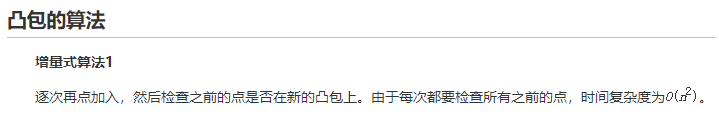 凸包的算法
增量式算法1
逐次再点加入，然后检查之前的点是否在新的凸包上。由于每次都要检查所有之前的点，时间复杂度为O(n²)。